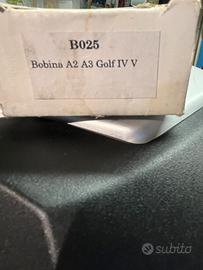 B025
Bobina A2 A3 Golf IV V
subito